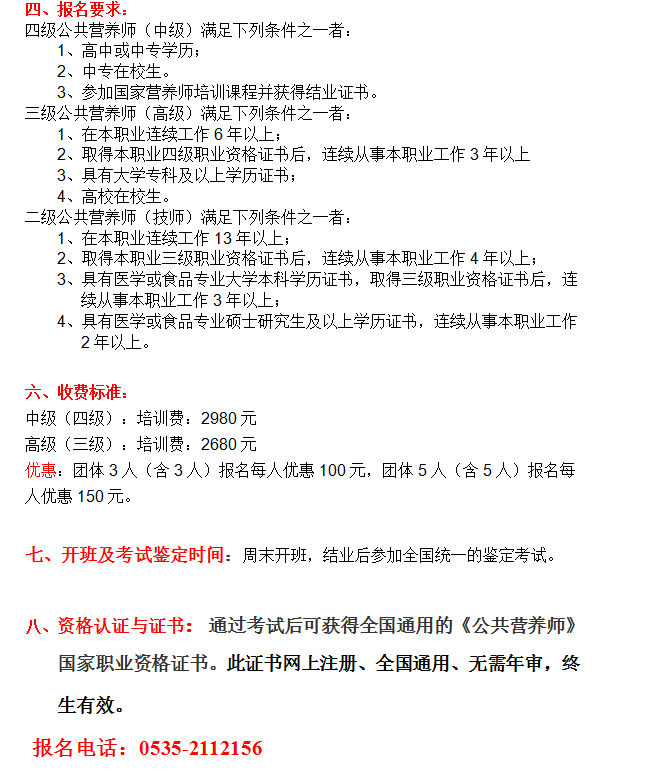 四、报名要求：
四级公共营养师（中级）满足下列条件之一者：
1、高中或中专学历；
2、中专在校生。
3、参加国家营养师培训课程并获得结业证书。
三级公共营养师（高级）满足下列条件之一者：
1、在本职业连续工作 6 年以上；
2、取得本职业四级职业资格证书后，连续从事本职业工作 3 年以上
3、具有大学专科及以上学历证书；
4、高校在校生。
二级公共营养师（技师）满足下列条件之一者：
1、在本职业连续工作 13 年以上；
2、取得本职业三级职业资格证书后，连续从事本职业工作 4 年以上；
3、具有医学或食品专业大学本科学历证书，取得三级职业资格证书后，连
续从事本职业工作 3 年以上；
4、具有医学或食品专业硕士研究生及以上学历证书，连续从事本职业工作
2 年以上。
六、收费标准：
中级（四级）：培训费：2980 元
高级（三级）：培训费：2680 元
优惠：团体 3 人（含 3 人）报名每人优惠 100 元，团体 5 人（含 5 人）报名每
人优惠 150 元。
七、开班及考试鉴定时间：周末开班，结业后参加全国统一的鉴定考试。
八、资格认证与证书： 通过考试后可获得全国通用的《公共营养师》
国家职业资格证书。此证书网上注册、全国通用、无需年审，终
生有效。
报名电话：0535-2112156